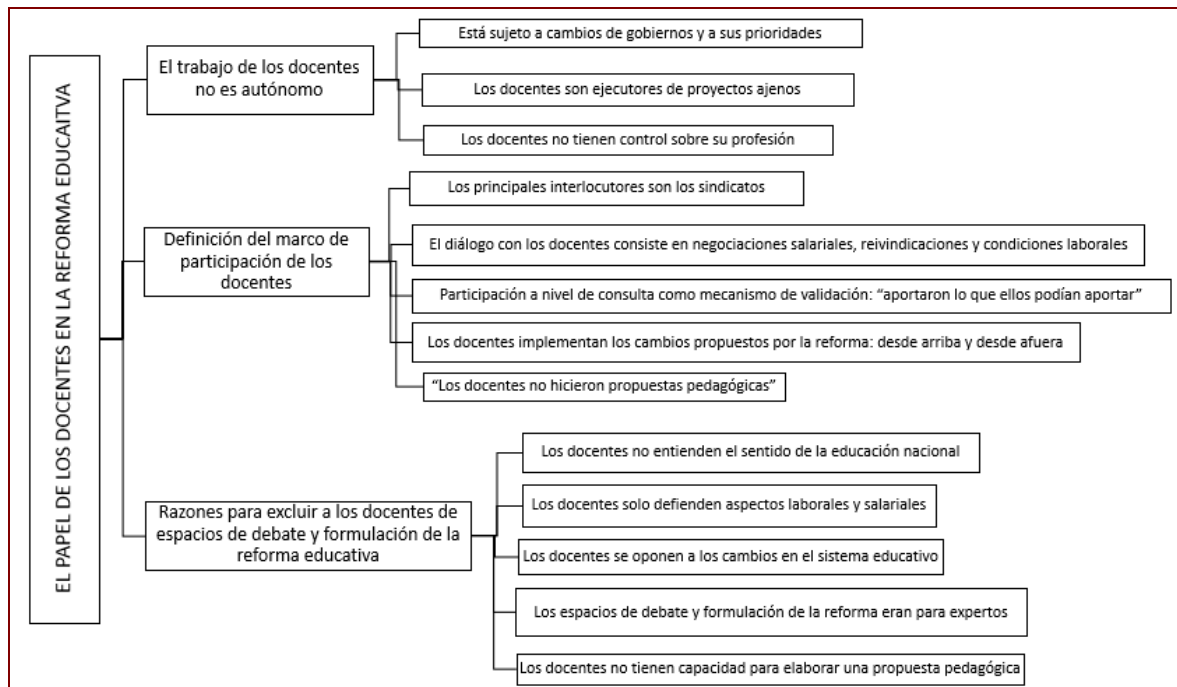 EL PAPEL DE LOS DOCENTES EN LA REFORMA EDUCAITVA
El trabajo de los docentes
no es autónomo
Está sujeto a cambios de gobiernos y a sus prioridades
Los docentes son ejecutores de proyectos ajenos
Los docentes no tienen control sobre su profesión
Definición del marco de
participación de los
docentes
Los principales interlocutores son los sindicatos
El diálogo con los docentes consiste en negociaciones salariales, reivindicaciones y condiciones laborales
Participación a nivel de consulta como mecanismo de validación: “aportaron lo que ellos podían aportar”
Los docentes implementan los cambios propuestos por la reforma: desde arriba y desde afuera
“Los docentes no hicieron propuestas pedagógicas”
Razones para excluir a los docentes de
espacios de debate y formulación de la
reforma educativa
Los docentes no entienden el sentido de la educación nacional
Los docentes solo defienden aspectos laborales y salariales
Los docentes se oponen a los cambios en el sistema educativo
Los espacios de debate y formulación de la reforma eran para expertos
Los docentes no tienen capacidad para elaborar una propuesta pedagógica